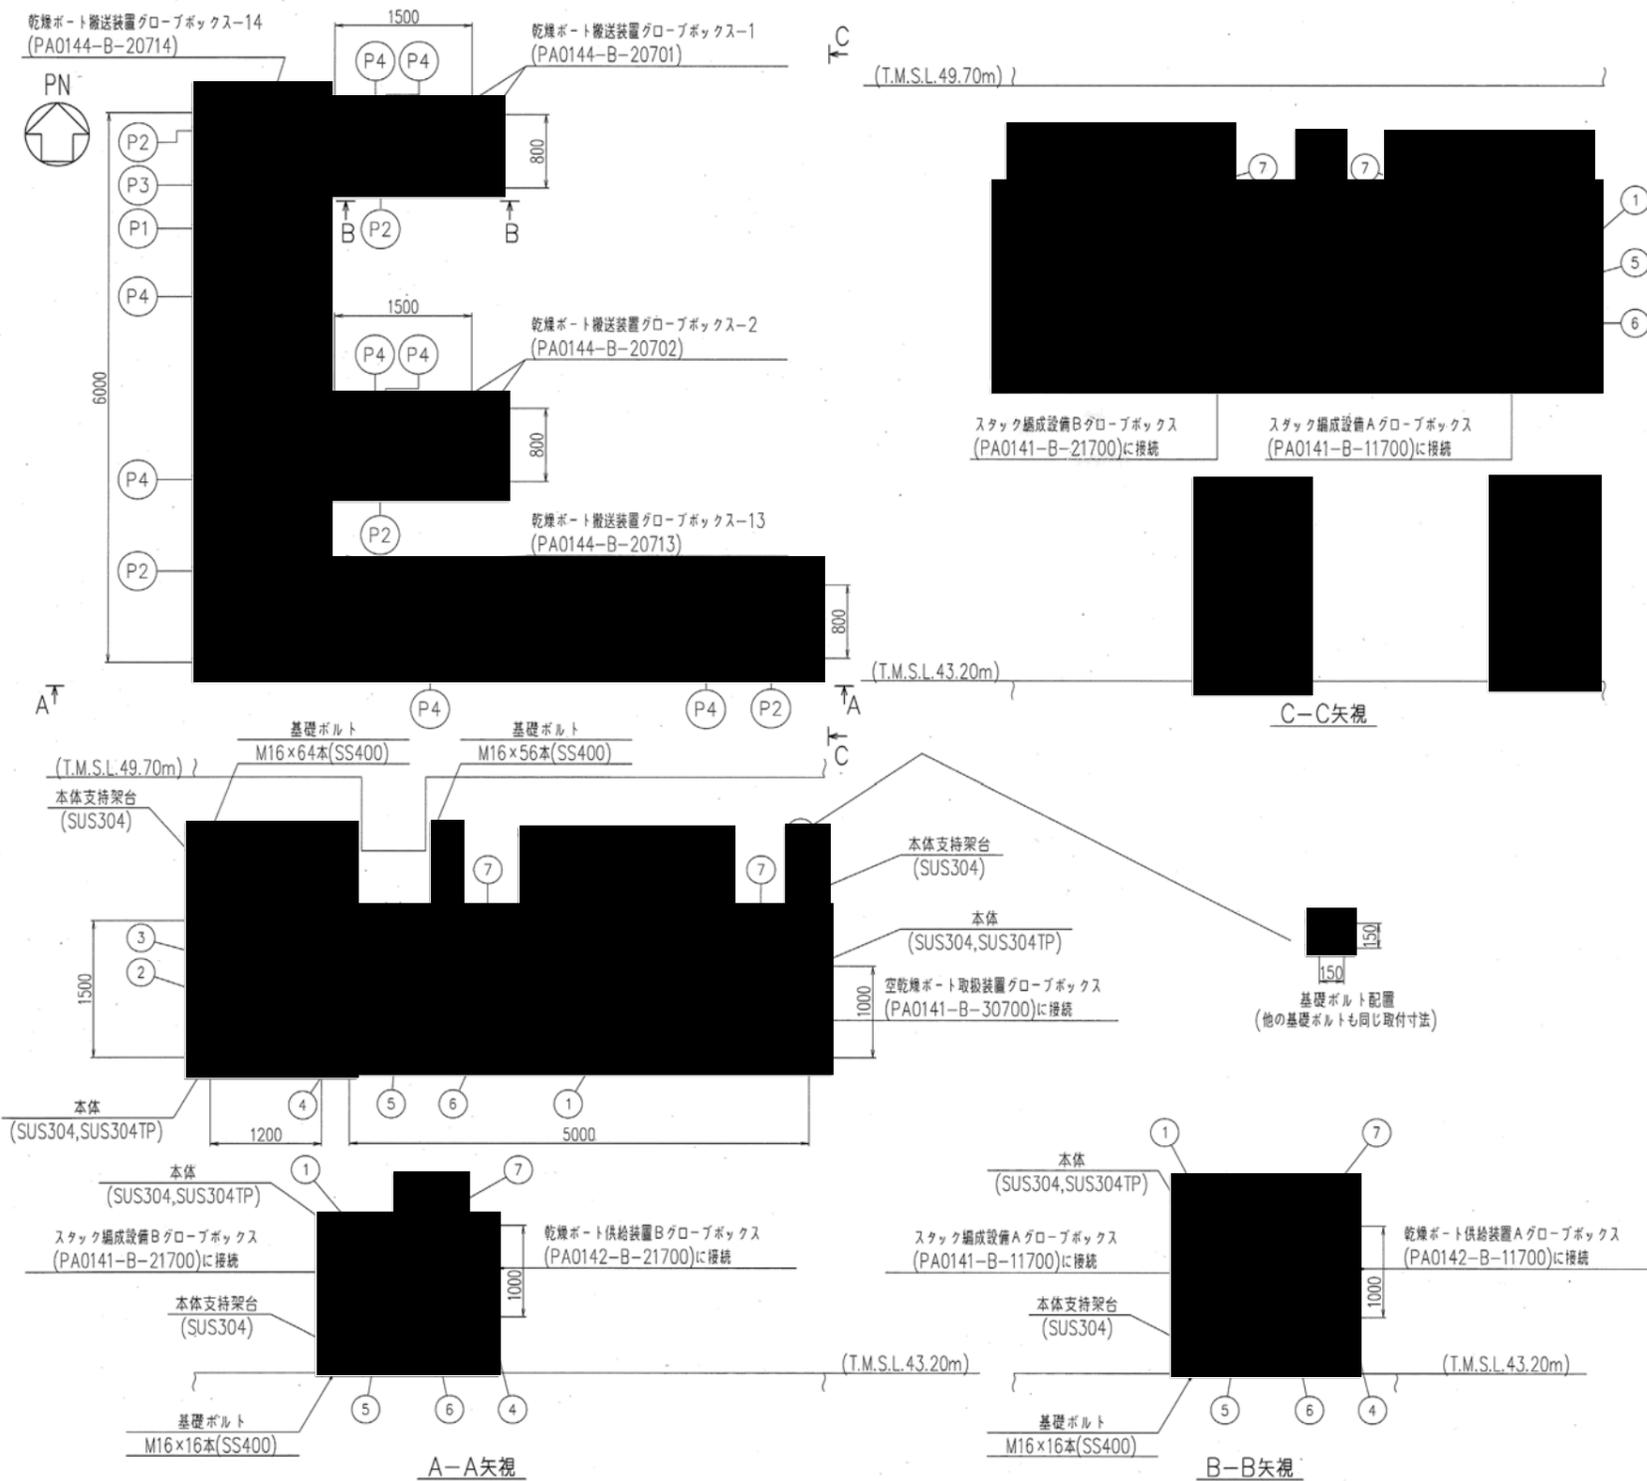 乾燥ボート搬送装置グローブボックス-14
(PA0144-B-20714)
PN
1500
P4
P4
乾燥ボート搬送装置グローブボックス-1
(PA0144-B-20701)
P2
P3
P1
P4
800
B
P2
B
6000
1500
P4
P4
乾燥ボート搬送装置グローブボックス-2
(PA0144-B-20702)
800
P4
P2
P2
乾燥ボート搬送装置グローブボックス-13
(PA0144-B-20713)
800
A
P4
P4
P2
A
C
C
(T.M.S.L.49.70m)
7
7
1
5
6
スタック編成設備Bグローブボックス
(PA0141-B-21700)に接続
スタック編成設備Aグローブボックス
(PA0141-B-11700)に接続
(T.M.S.L.43.20m)
C-C矢視
基礎ボルト
M16×64本(SS400)
基礎ボルト
M16×56本(SS400)
(T.M.S.L.49.70m)
本体支持架台
(SUS304)
7
7
本体支持架台
(SUS304)
本体
(SUS304,SUS304TP)
空乾燥ボート取扱装置グローブボックス
(PA0141-B-30700)に接続
3
2
1500
1000
本体
(SUS304,SUS304TP)
4
5
6
1
1200
5000
150
150
基礎ボルト配置
(他の基礎ボルトも同じ取付寸法)
1
7
本体
(SUS304,SUS304TP)
スタック編成設備Bグローブボックス
(PA0141-B-21700)に接続
乾燥ボート供給装置Bグローブボックス
(PA0142-B-21700)に接続
1000
本体支持架台
(SUS304)
(T.M.S.L.43.20m)
5
6
4
基礎ボルト
M16×16本(SS400)
A-A矢視
1
7
本体
(SUS304,SUS304TP)
スタック編成設備Aグローブボックス
(PA0141-B-11700)に接続
乾燥ボート供給装置Aグローブボックス
(PA0142-B-11700)に接続
1000
本体支持架台
(SUS304)
(T.M.S.L.43.20m)
5
6
4
基礎ボルト
M16×16本(SS400)
B-B矢視